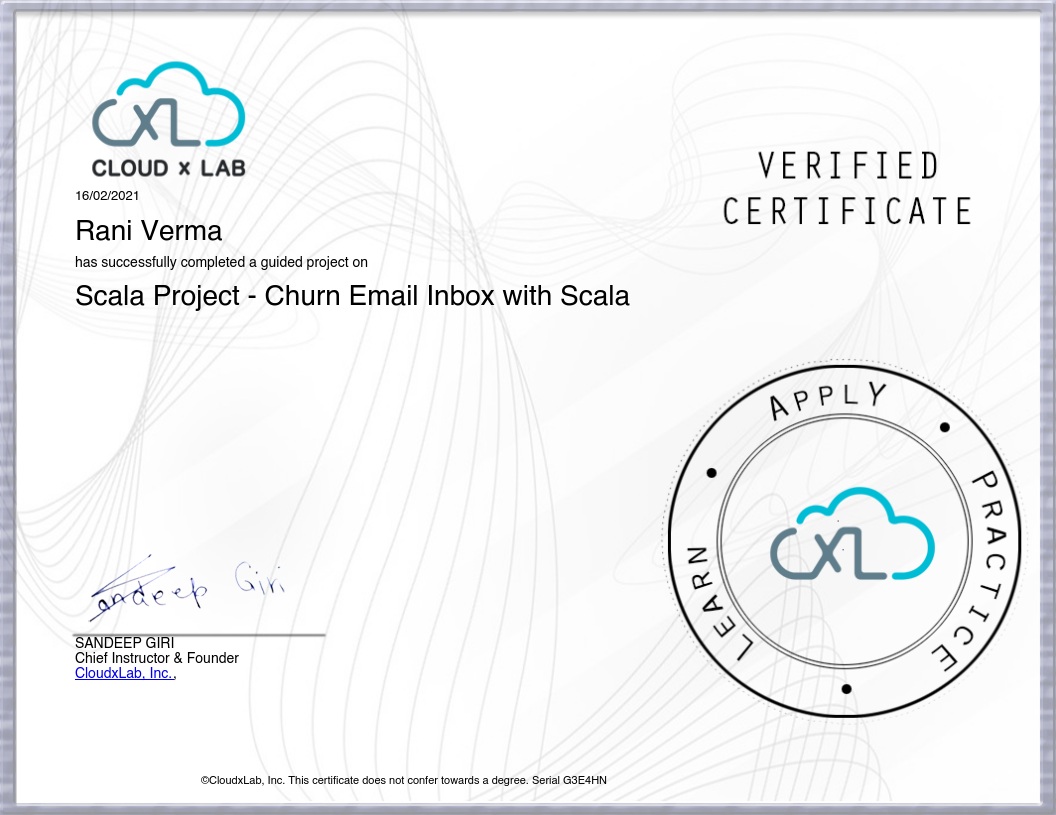 CXL
CLOUD x LAB
16/02/2021
Rani Verma
has successfully completed a guided project on
Scala Project - Churn Email Inbox with Scala
VERIFIED
CERTIFICATE
LEARN • APPLY • PRACTICE •
CXL
Sandeep Giri
SANDEEP GIRI
Chief Instructor & Founder
CloudxLab, Inc.,
©CloudxLab, Inc. This certificate does not confer towards a degree. Serial G3E4HN